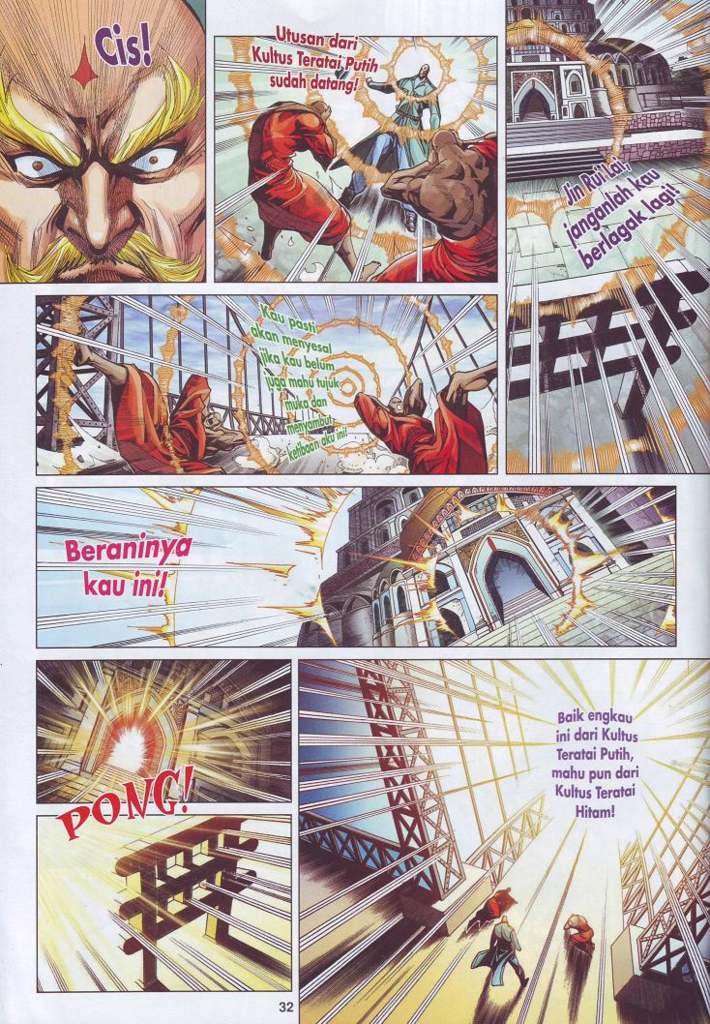 Cis!
Utusan dari
Kultus Teratai Putih
sudah datang!
Jin Rui Lai,
janganlah kau
berlagak lagi!
Kau pasti
akan menyesal
jika kau belum
juga mahu tujuk
muka dan
menyambut
ketibaan aku ini!
Beraninya
kau ini!
PONG!
Baik engkau
ini dari Kultus
Teratai Putih,
mahu pun dari
Kultus Teratai
Hitam!
32